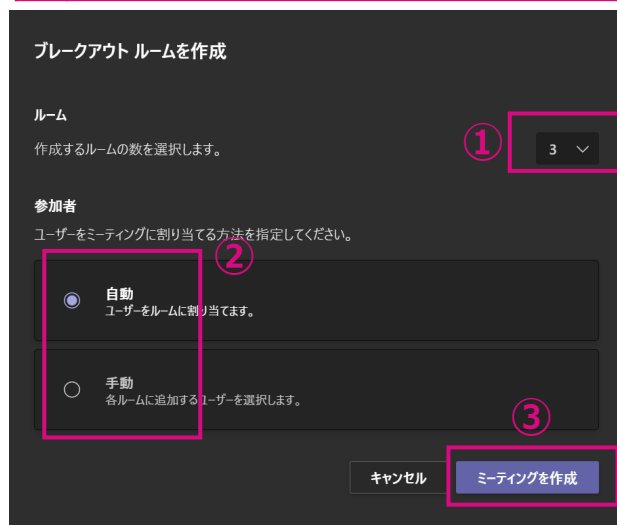 ブレークアウト ルームを作成
ルーム
作成するルームの数を選択します。
①
3
参加者
ユーザーをミーティングに割り当てる方法を指定してください。
②
自動
ユーザーをルームに割り当てます。
手動
各ルームに追加するユーザーを選択します。
③
キャンセル
ミーティングを作成